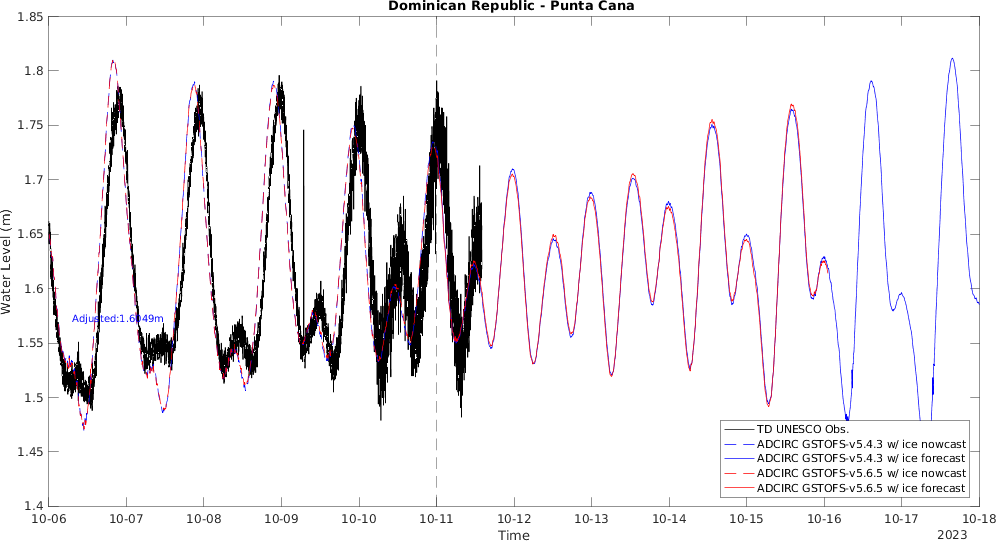 Dominican Republic - Punta Cana
1.85
1.8
1.75
1.7
1.65
1.6
1.55
1.5
1.45
1.4
Water Level (m)
Adjusted:1.6049m
TD UNESCO Obs.
ADCIRC GSTOFS-v5.4.3 w/ ice nowcast
ADCIRC GSTOFS-v5.4.3 w/ ice forecast
ADCIRC GSTOFS-v5.6.5 w/ ice nowcast
ADCIRC GSTOFS-v5.6.5 w/ ice forecast
10-06 10-07 10-08 10-09 10-10 10-11 10-12 10-13 10-14 10-15 10-16 10-17 10-18
Time
2023